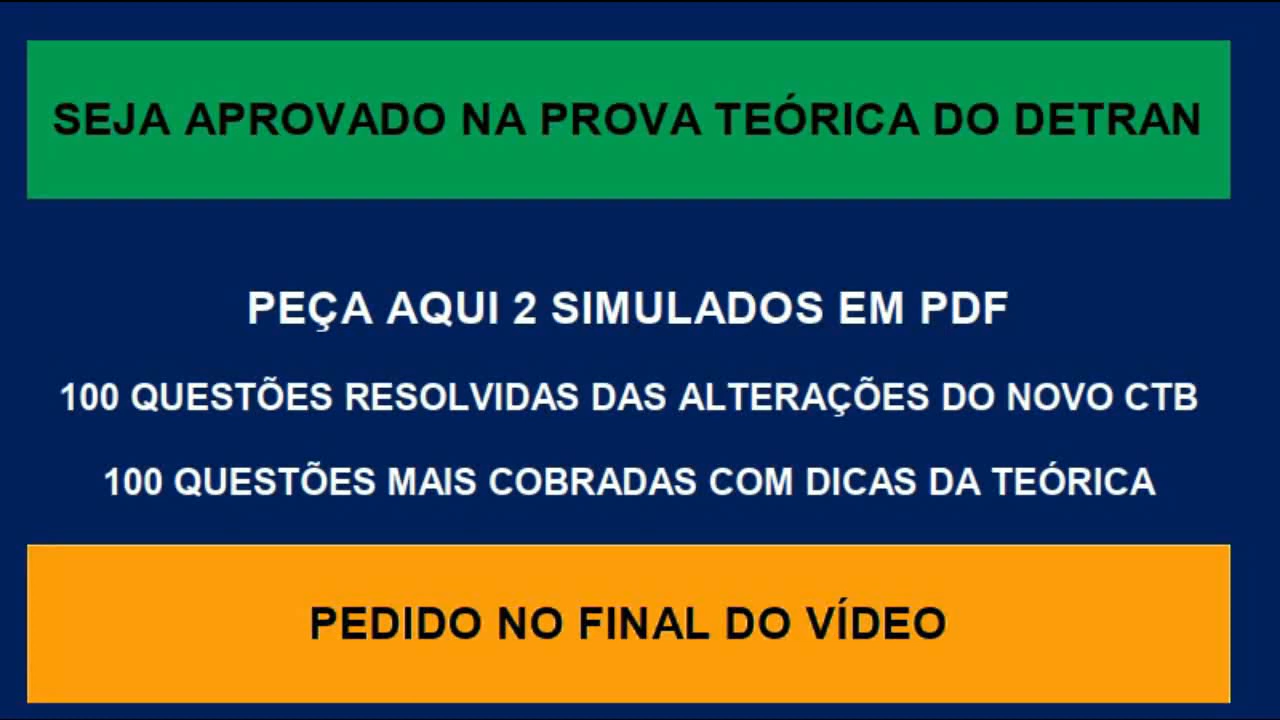 SEJA APROVADO NA PROVA TEÓRICA DO DETRAN
PEÇA AQUI 2 SIMULADOS EM PDF
100 QUESTÕES RESOLVIDAS DAS ALTERAÇÕES DO NOVO CTB
100 QUESTÕES MAIS COBRADAS COM DICAS DA TEÓRICA
PEDIDO NO FINAL DO VÍDEO